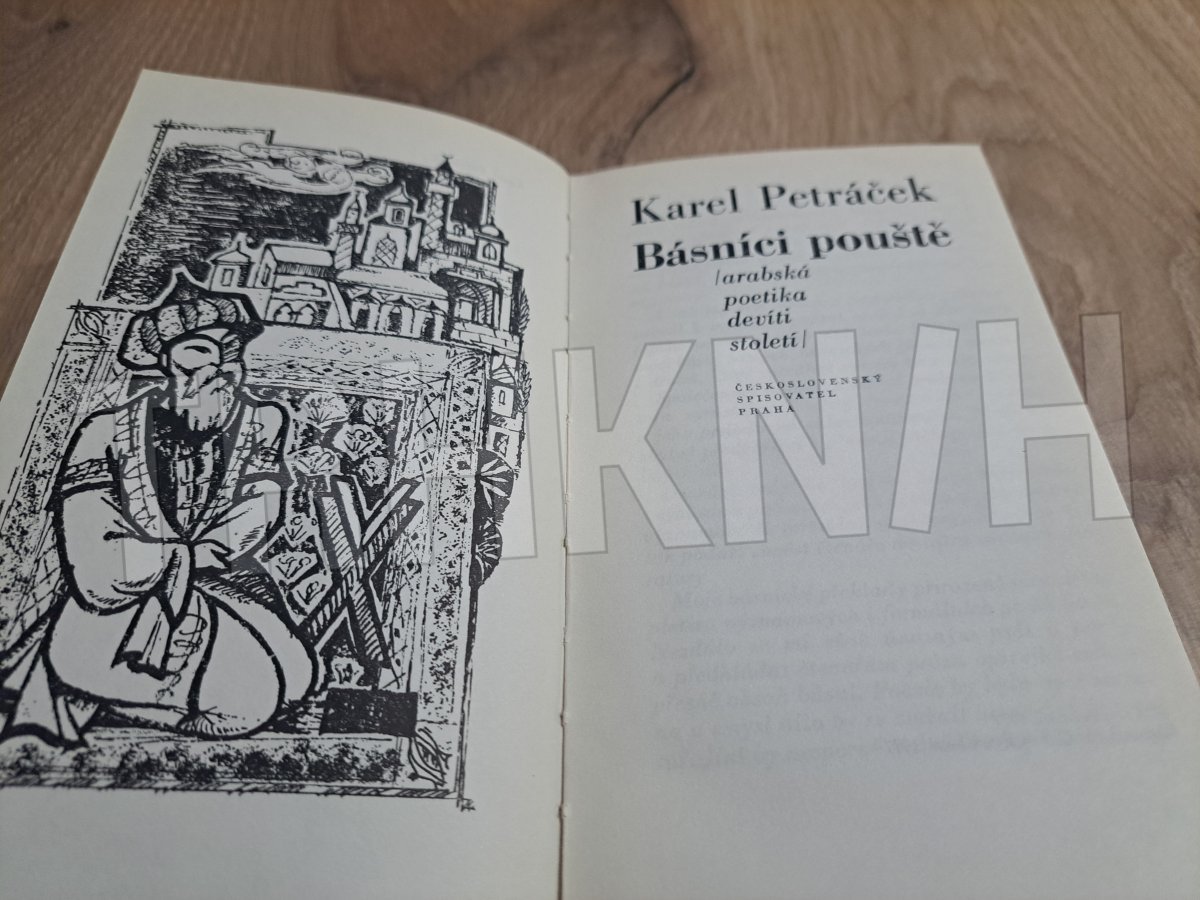 Karel Petráček
Básníci pouště
/arabská
poetika
devíti
století/
ČESKOSLOVENSKÝ
SPISOVATEL
PRAHA